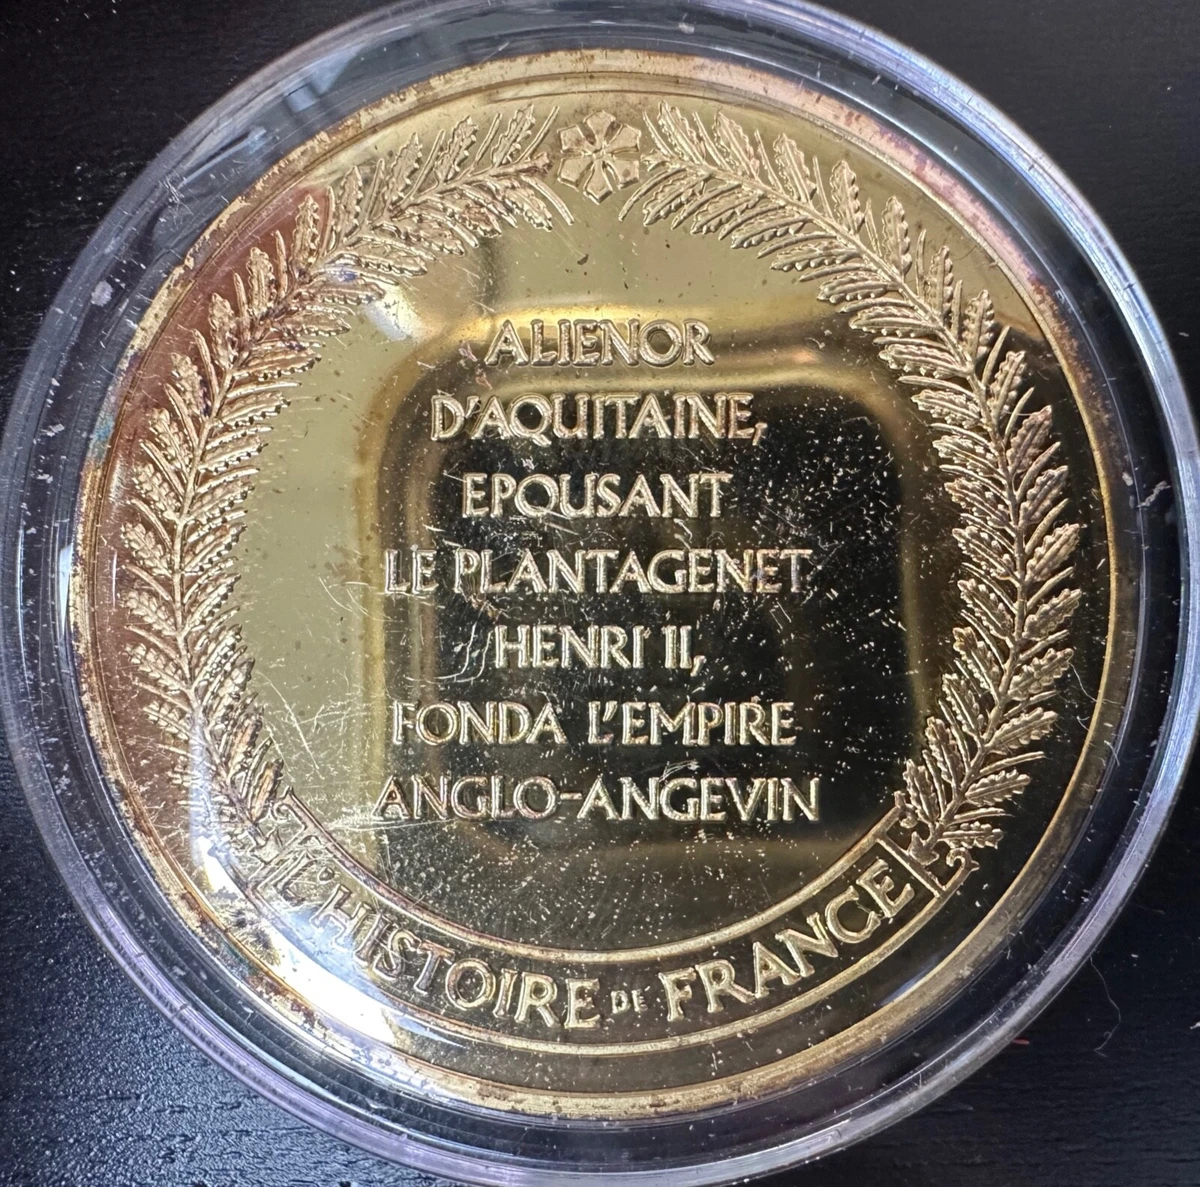 ALIENOR
D'AQUITAINE,
EPOUSANT
LE PLANTAGENET
HENRI II,
FONDA L'EMPIRE
ANGLO-ANGEVIN
L'HISTOIRE DE FRANCE